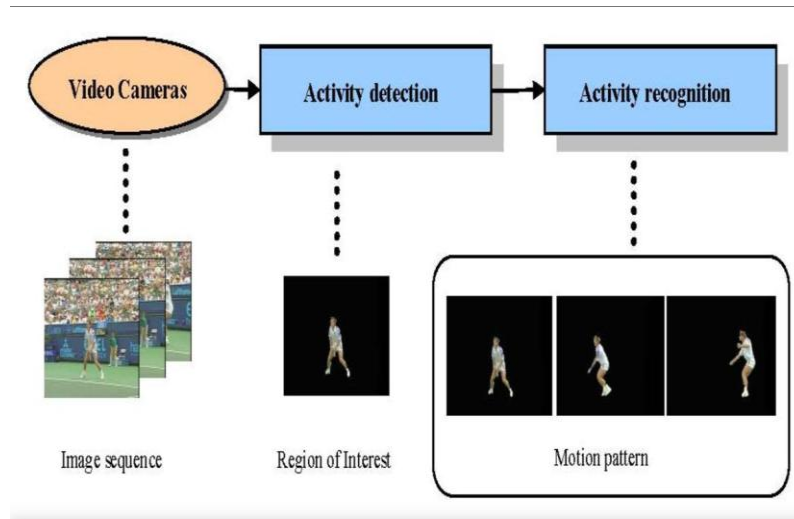 Video Cameras
Activity detection
Activity recognition
Image sequence
Region of Interest
Motion pattern